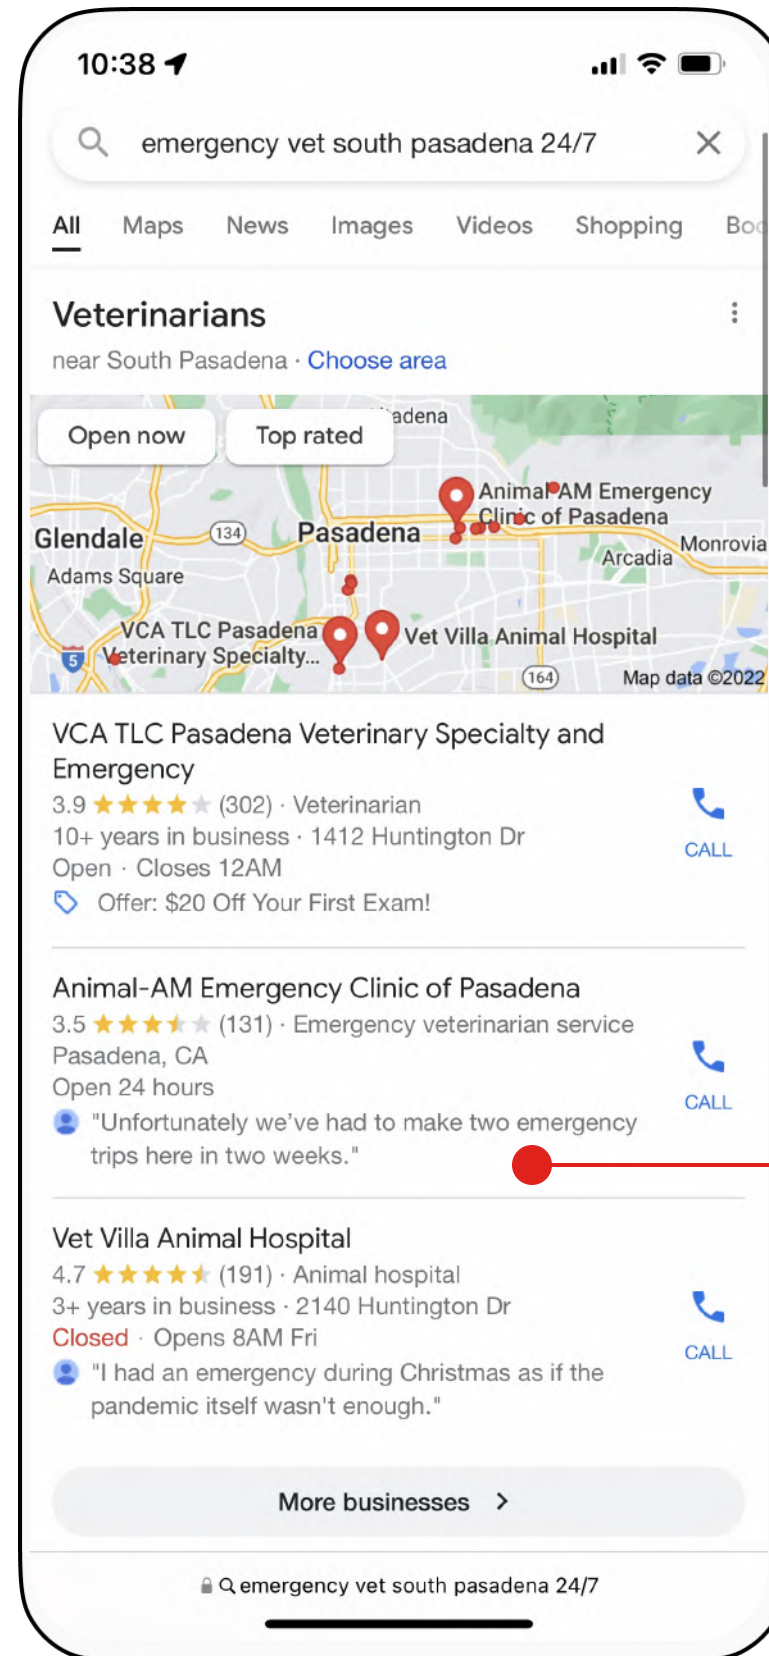 10:38
emergency vet south pasadena 24/7
All Maps News Images Videos Shopping Boo
Veterinarians
near South Pasadena · Choose area
Open now
Top rated
adena
Animal-AM Emergency
Clinic of Pasadena
Glendale
134
Pasadena
Monrovia
Arcadia
Adams Square
VCA TLC Pasadena
Veterinary Specialty...
Vet Villa Animal Hospital
5
164
Map data ©2022
VCA TLC Pasadena Veterinary Specialty and
Emergency
3.9 (302) · Veterinarian
10+ years in business · 1412 Huntington Dr
Open · Closes 12AM
Offer: $20 Off Your First Exam!
CALL
Animal-AM Emergency Clinic of Pasadena
3.5 (131) · Emergency veterinarian service
Pasadena, CA
Open 24 hours
"Unfortunately we've had to make two emergency
trips here in two weeks."
CALL
Vet Villa Animal Hospital
4.7 (191) · Animal hospital
3+ years in business · 2140 Huntington Dr
Closed · Opens 8AM Fri
"I had an emergency during Christmas as if the
pandemic itself wasn't enough."
CALL
More businesses
emergency vet south pasadena 24/7